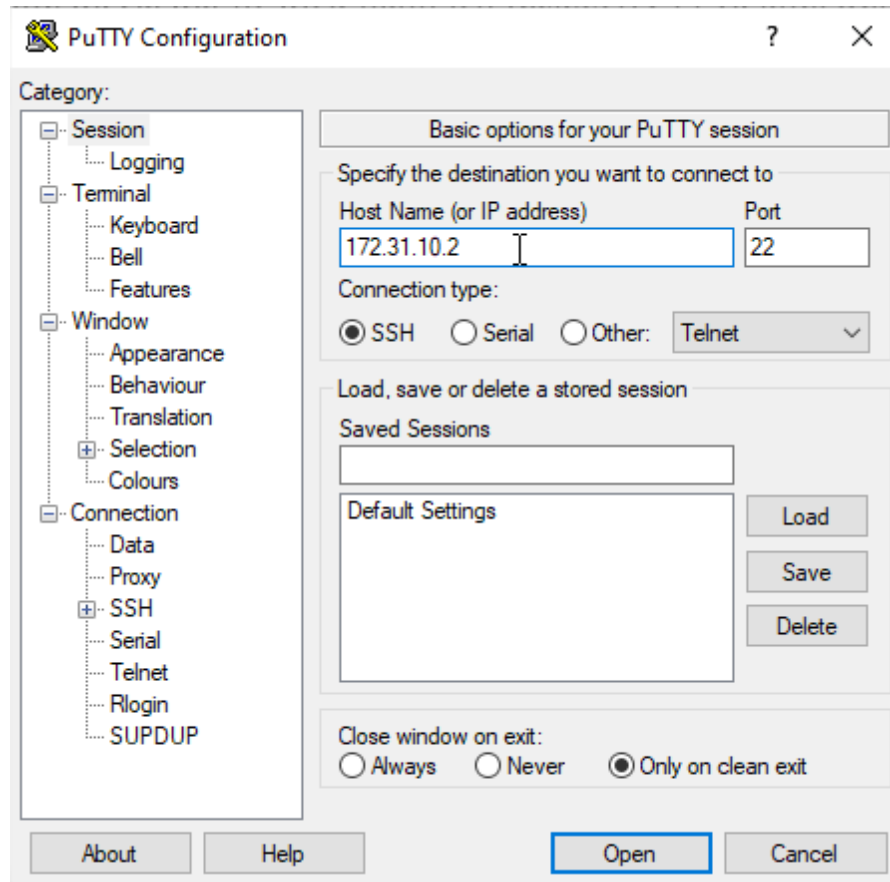 PuTTY Configuration ?
Category:
Session
Logging
Terminal
Keyboard
Bell
Features
Window
Appearance
Behaviour
Translation
Selection
Colours
Connection
Data
Proxy
SSH
Serial
Telnet
Rlogin
SUPDUP
Basic options for your PuTTY session
Specify the destination you want to connect to
Host Name (or IP address) Port
172.31.10.2 22
Connection type:
SSH Serial Other: Telnet
Load, save or delete a stored session
Saved Sessions
Default Settings
Load
Save
Delete
Close window on exit:
Always Never Only on clean exit
About Help Open Cancel